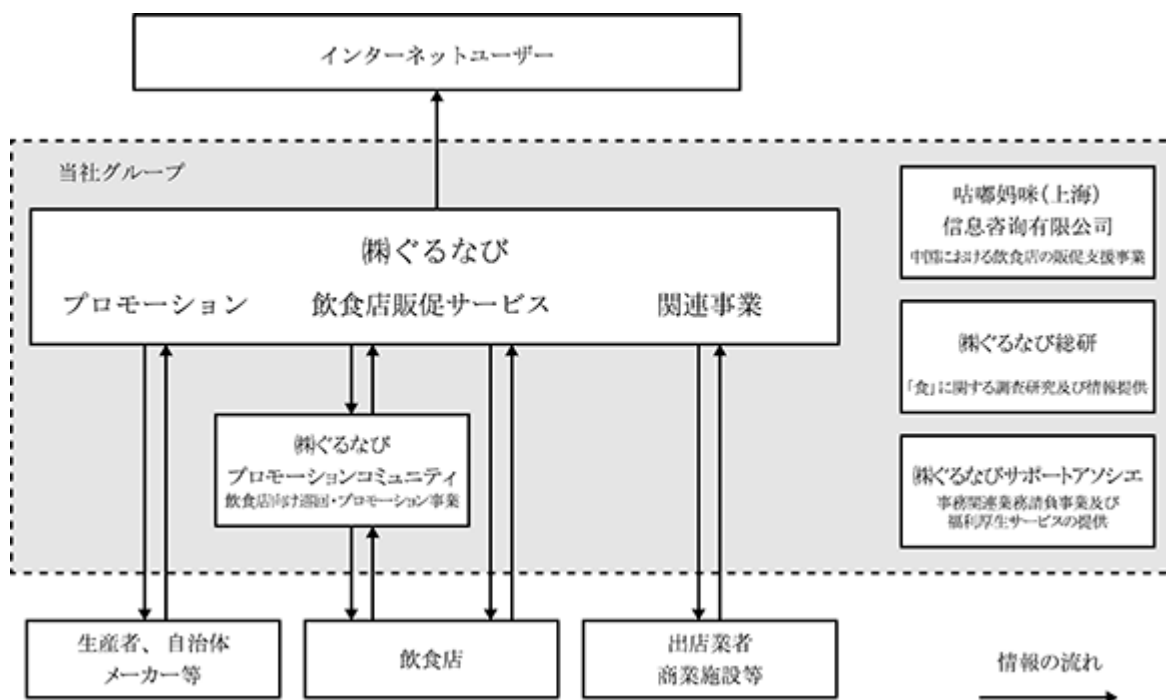 インターネットユーザー
当社グループ
㈱ぐるなび
プロモーション 飲食店販促サービス 関連事業
咕嘟妈咪(上海)
信息咨询有限公司
中国における飲食店の販促支援事業
㈱ぐるなび総研
「食」に関する調査研究及び情報提供
㈱ぐるなび
プロモーションコミュニティ
飲食店向け巡回・プロモーション事業
㈱ぐるなびサポートアソシエ
事務関連業務請負事業及び
福利厚生サービスの提供
生産者、自治体
メーカー等
飲食店
出店業者
商業施設等
情報の流れ